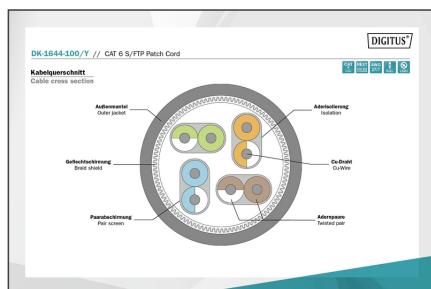 DIGITUS®
DK-1644-100/Y // CAT 6 S/FTP Patch Cord
Kabelquerschnitt
Cable cross section
Außenmantel
Outer jacket
Aderisolierung
Isolation
Geflechtschirmung
Braid shield
Cu-Draht
Cu-Wire
Paarabschirmung
Pair screen
Adernpaare
Twisted pair